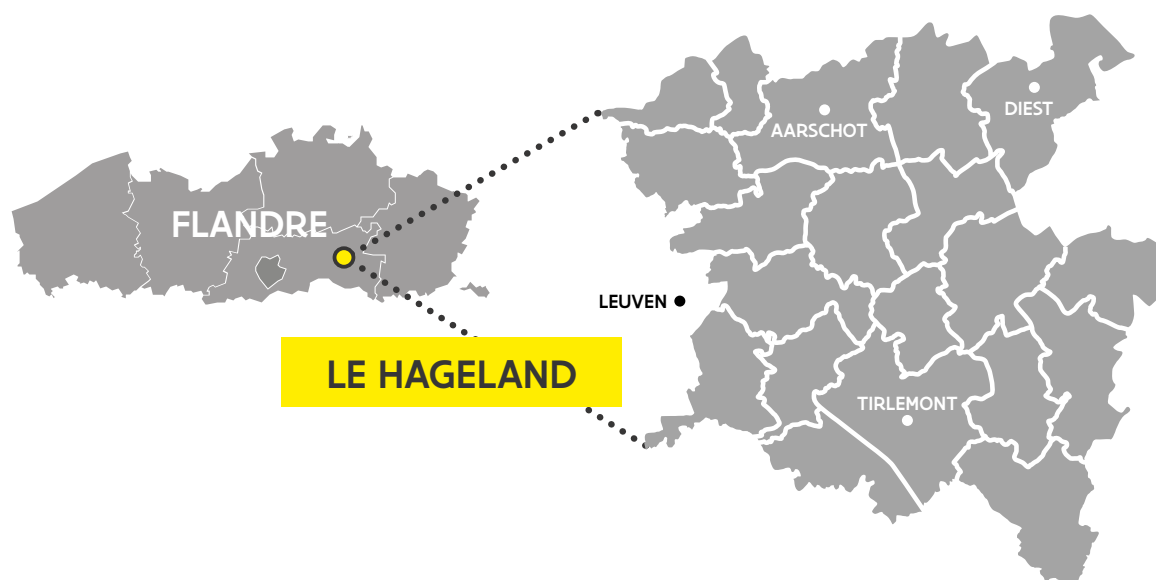 DIEST
AARSCHOT
FLANDRE
LEUVEN
LE HAGELAND
TIRLEMONT